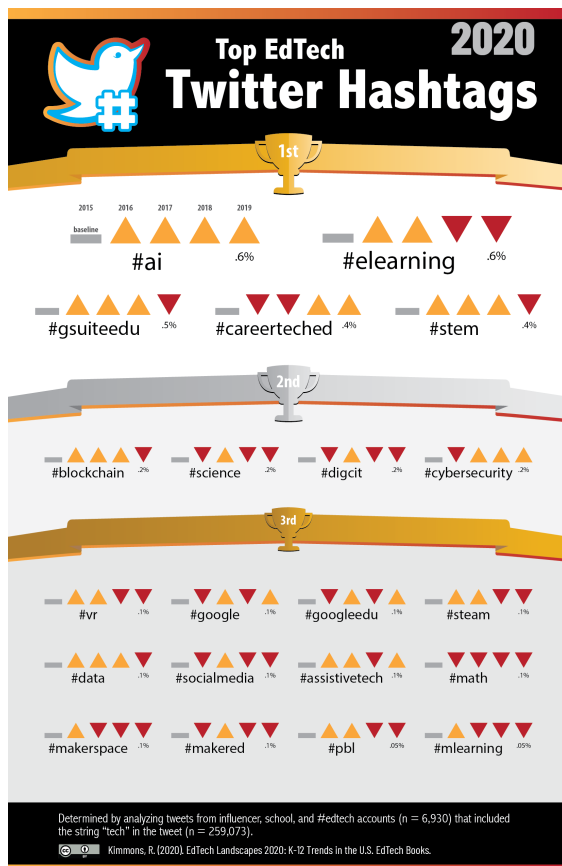 2020
Top EdTech
Twitter Hashtags
#
1st
2015 2016 2017 2018 2019
baseline
#ai .6%
#elearning .6%
#gsuiteedu .5%
#careerteched .4%
#stem .4%
2nd
#blockchain .2%
#science .2%
#digcit .2%
#cybersecurity .2%
3rd
#vr .1%
#google .1%
#googleedu .1%
#steam .1%
#data .1%
#socialmedia .1%
#assistivetech .1%
#math .1%
#makerspace .1%
#makered .1%
#pbl .05%
#mlearning .05%
Determined by analyzing tweets from influencer, school, and #edtech accounts (n = 6,930) that included
the string “tech” in the tweet (n = 259,073).
cc BY
Kimmons, R. (2020). EdTech Landscapes 2020: K-12 Trends in the U.S. EdTech Books.